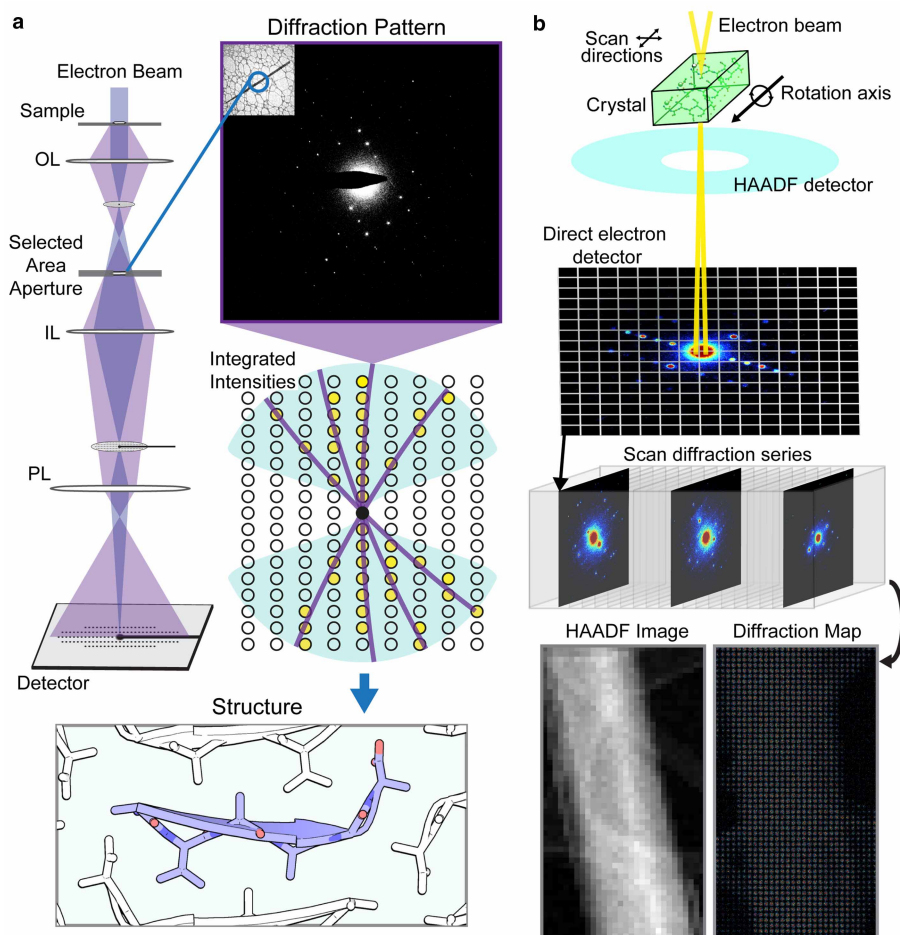 a
Diffraction Pattern
Electron Beam
Sample
OL
Selected
Area
Aperture
IL
Integrated
Intensities
PL
Detector
Structure
b
Electron beam
Scan
directions
Crystal
Rotation axis
HAADF detector
Direct electron
detector
Scan diffraction series
HAADF Image
Diffraction Map